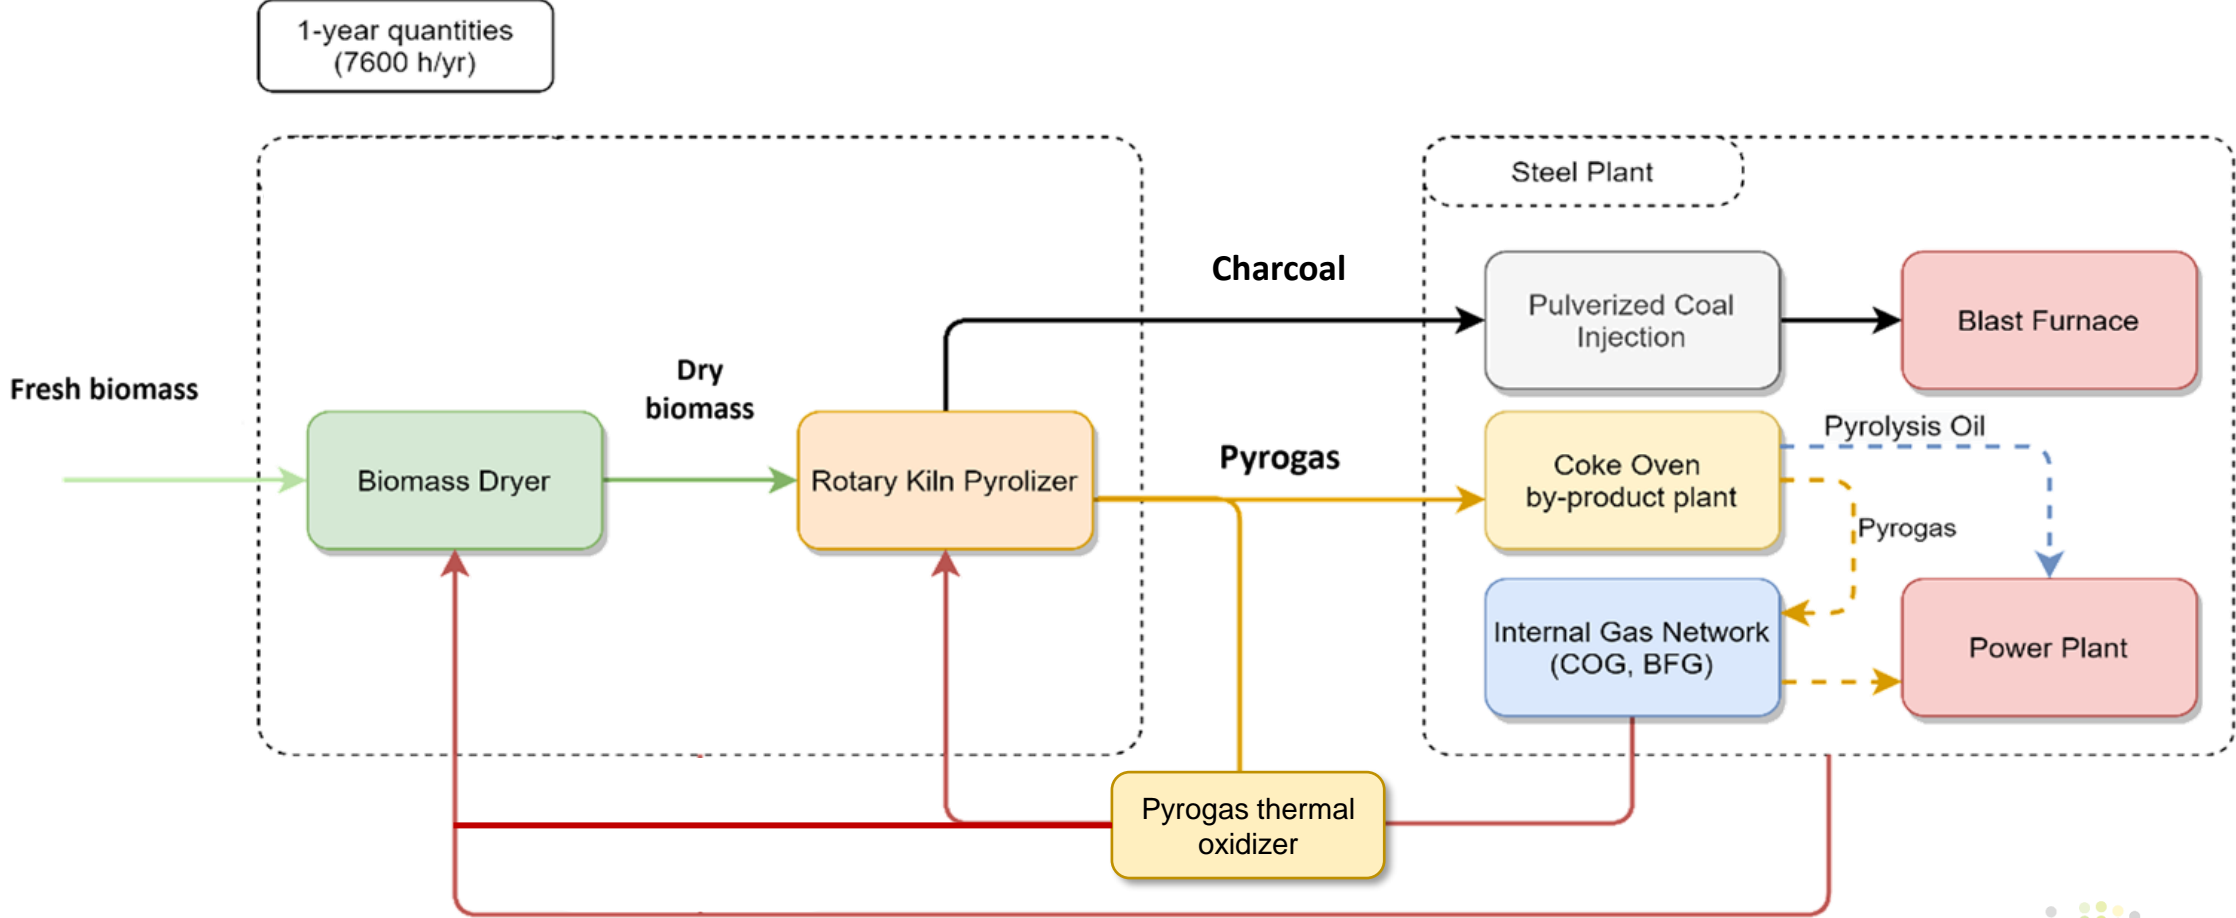 1-year quantities
(7600 h/yr)
Steel Plant
Charcoal
Pulverized Coal
Injection
Blast Furnace
Fresh biomass
Dry
biomass
Biomass Dryer
Rotary Kiln Pyrolizer
Pyrogas
Coke Oven
by-product plant
Pyrolysis Oil
Pyrogas
Internal Gas Network
(COG, BFG)
Power Plant
Pyrogas thermal
oxidizer